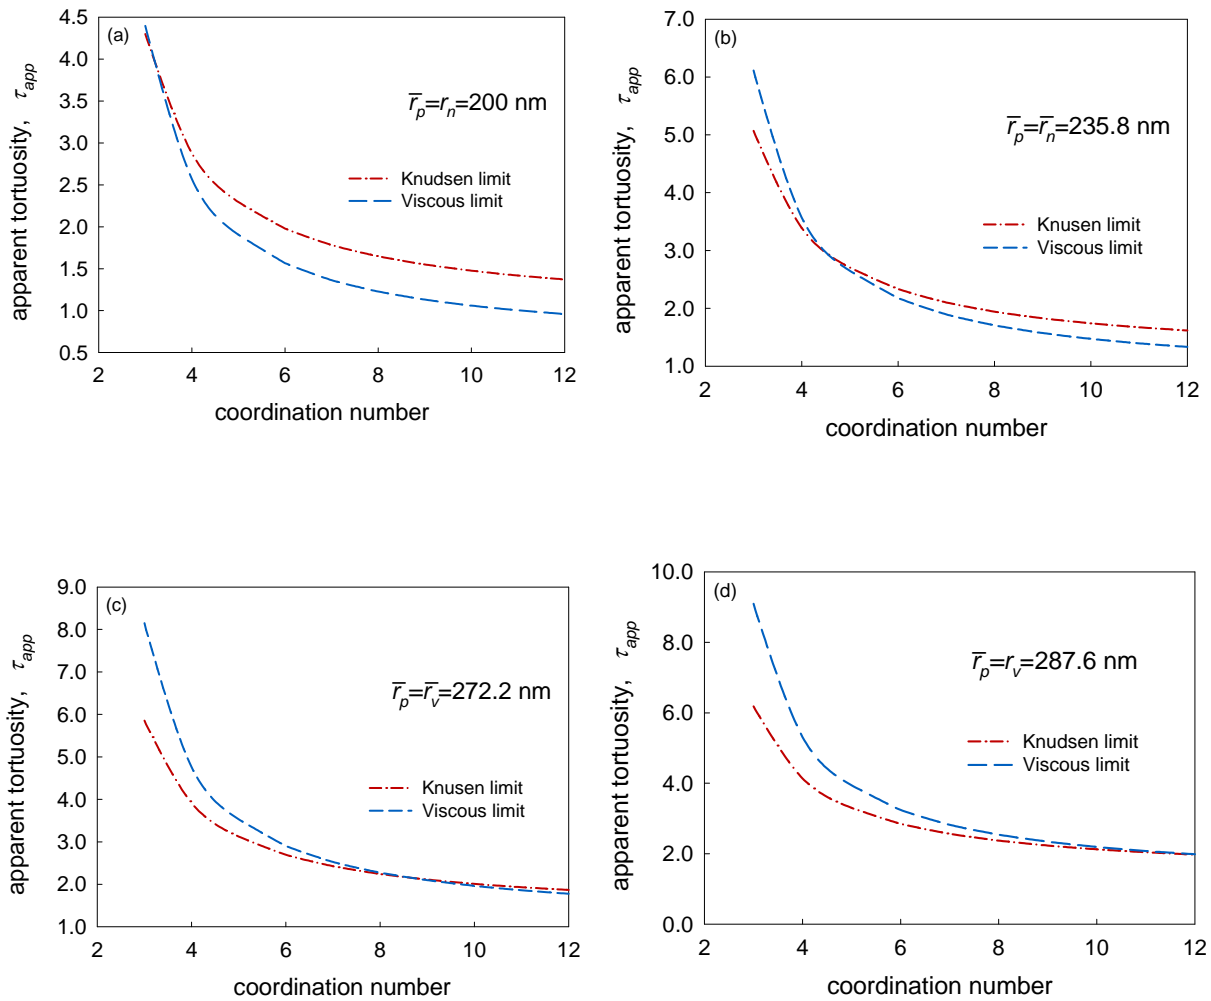 (a)
4.5
4.0
3.5
3.0
2.5
2.0
1.5
1.0
0.5
2 4 6 8 10 12
apparent tortuosity, τapp
coordination number
r̅p=rn=200 nm
Knudsen limit
Viscous limit
(b)
7.0
6.0
5.0
4.0
3.0
2.0
1.0
2 4 6 8 10 12
apparent tortuosity, τapp
coordination number
r̅p=r̅n=235.8 nm
Knusen limit
Viscous limit
(c)
9.0
8.0
7.0
6.0
5.0
4.0
3.0
2.0
1.0
2 4 6 8 10 12
apparent tortuosity, τapp
coordination number
r̅p=r̅v=272.2 nm
Knusen limit
Viscous limit
(d)
10.0
8.0
6.0
4.0
2.0
0.0
2 4 6 8 10 12
apparent tortuosity, τapp
coordination number
r̅p=rv=287.6 nm
Knudsen limit
Viscous limit